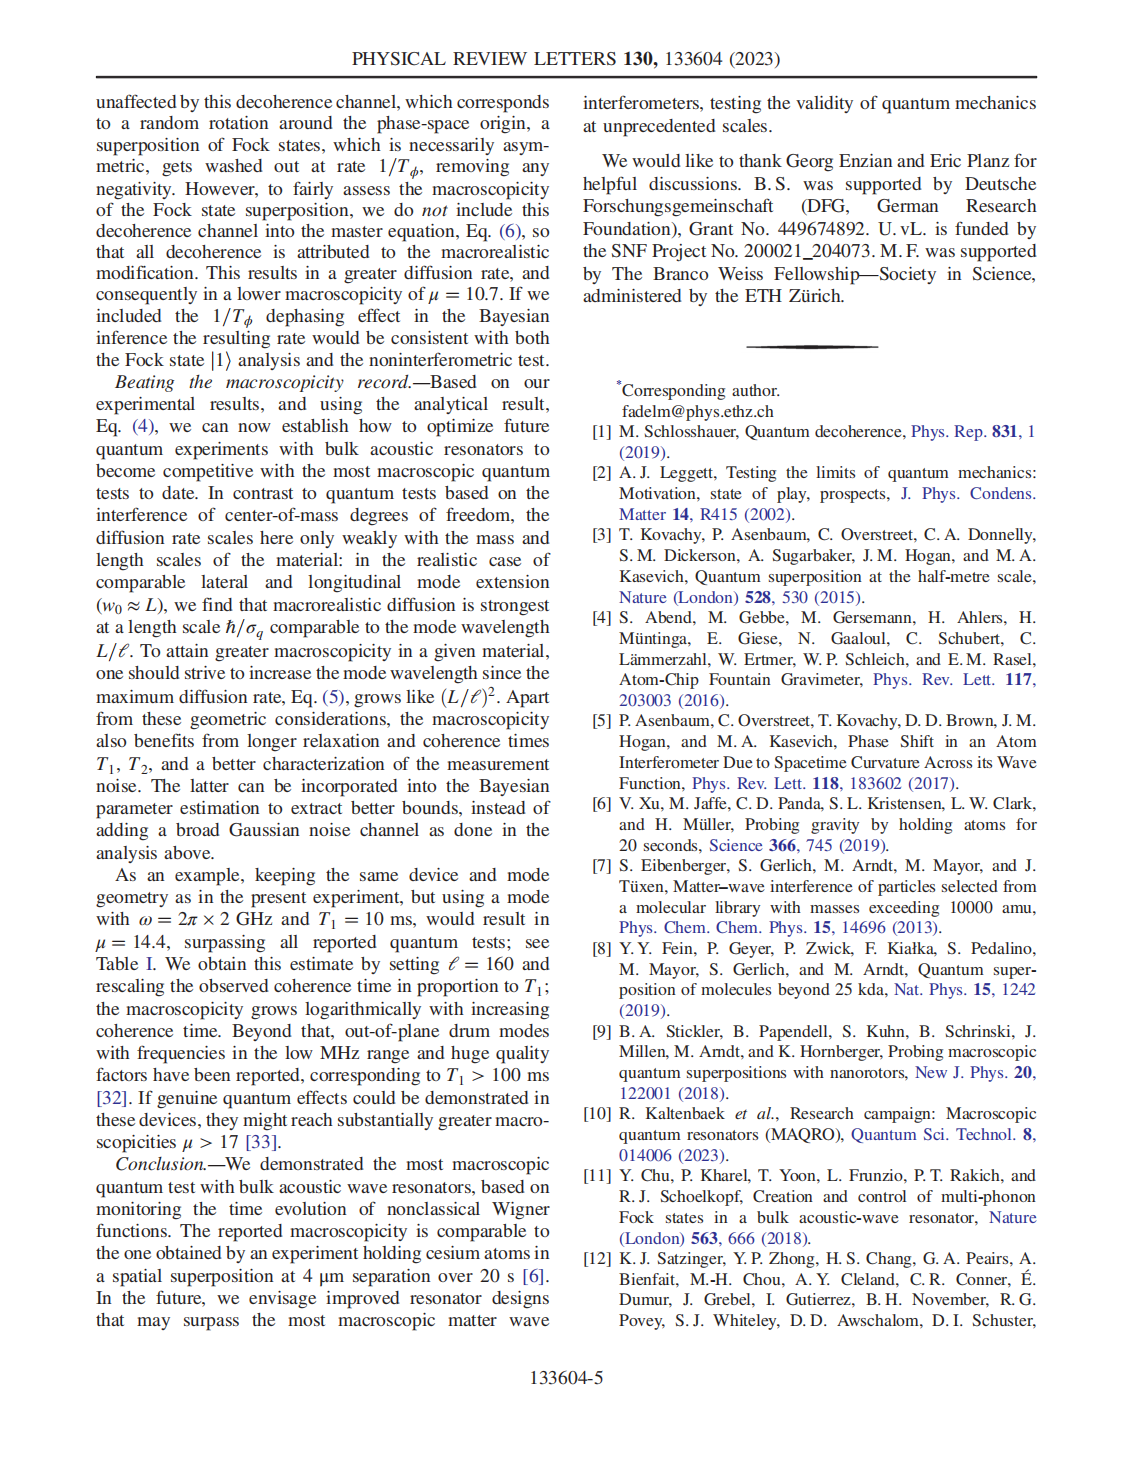 PHYSICAL REVIEW LETTERS 130, 133604 (2023)
unaffected by this decoherence channel, which corresponds
to a random rotation around the phase-space origin, a
superposition of Fock states, which is necessarily asym-
metric, gets washed out at rate 1/Tϕ, removing any
negativity. However, to fairly assess the macroscopicity
of the Fock state superposition, we do not include this
decoherence channel into the master equation, Eq. (6), so
that all decoherence is attributed to the macrorealistic
modification. This results in a greater diffusion rate, and
consequently in a lower macroscopicity of μ = 10.7. If we
included the 1/Tϕ dephasing effect in the Bayesian
inference the resulting rate would be consistent with both
the Fock state |1⟩ analysis and the noninterferometric test.
Beating the macroscopicity record.—Based on our
experimental results, and using the analytical result,
Eq. (4), we can now establish how to optimize future
quantum experiments with bulk acoustic resonators to
become competitive with the most macroscopic quantum
tests to date. In contrast to quantum tests based on the
interference of center-of-mass degrees of freedom, the
diffusion rate scales here only weakly with the mass and
length scales of the material: in the realistic case of
comparable lateral and longitudinal mode extension
(w0 ≈ L), we find that macrorealistic diffusion is strongest
at a length scale ℏ/σq comparable to the mode wavelength
L/ℓ. To attain greater macroscopicity in a given material,
one should strive to increase the mode wavelength since the
maximum diffusion rate, Eq. (5), grows like (L/ℓ)². Apart
from these geometric considerations, the macroscopicity
also benefits from longer relaxation and coherence times
T1, T2, and a better characterization of the measurement
noise. The latter can be incorporated into the Bayesian
parameter estimation to extract better bounds, instead of
adding a broad Gaussian noise channel as done in the
analysis above.
As an example, keeping the same device and mode
geometry as in the present experiment, but using a mode
with ω = 2π × 2 GHz and T1 = 10 ms, would result in
μ = 14.4, surpassing all reported quantum tests; see
Table I. We obtain this estimate by setting ℓ = 160 and
rescaling the observed coherence time in proportion to T1;
the macroscopicity grows logarithmically with increasing
coherence time. Beyond that, out-of-plane drum modes
with frequencies in the low MHz range and huge quality
factors have been reported, corresponding to T1 > 100 ms
[32]. If genuine quantum effects could be demonstrated in
these devices, they might reach substantially greater macro-
scopicities μ > 17 [33].
Conclusion.—We demonstrated the most macroscopic
quantum test with bulk acoustic wave resonators, based on
monitoring the time evolution of nonclassical Wigner
functions. The reported macroscopicity is comparable to
the one obtained by an experiment holding cesium atoms in
a spatial superposition at 4 μm separation over 20 s [6].
In the future, we envisage improved resonator designs
that may surpass the most macroscopic matter wave
interferometers, testing the validity of quantum mechanics
at unprecedented scales.
We would like to thank Georg Enzian and Eric Planz for
helpful discussions. B. S. was supported by Deutsche
Forschungsgemeinschaft (DFG, German Research
Foundation), Grant No. 449674892. U. vL. is funded by
the SNF Project No. 200021_204073. M. F. was supported
by The Branco Weiss Fellowship—Society in Science,
administered by the ETH Zürich.
*Corresponding author.
fadelm@phys.ethz.ch
[1] M. Schlosshauer, Quantum decoherence, Phys. Rep. 831, 1
(2019).
[2] A. J. Leggett, Testing the limits of quantum mechanics:
Motivation, state of play, prospects, J. Phys. Condens.
Matter 14, R415 (2002).
[3] T. Kovachy, P. Asenbaum, C. Overstreet, C. A. Donnelly,
S. M. Dickerson, A. Sugarbaker, J. M. Hogan, and M. A.
Kasevich, Quantum superposition at the half-metre scale,
Nature (London) 528, 530 (2015).
[4] S. Abend, M. Gebbe, M. Gersemann, H. Ahlers, H.
Müntinga, E. Giese, N. Gaaloul, C. Schubert, C.
Lämmerzahl, W. Ertmer, W. P. Schleich, and E. M. Rasel,
Atom-Chip Fountain Gravimeter, Phys. Rev. Lett. 117,
203003 (2016).
[5] P. Asenbaum, C. Overstreet, T. Kovachy, D. D. Brown, J. M.
Hogan, and M. A. Kasevich, Phase Shift in an Atom
Interferometer Due to Spacetime Curvature Across its Wave
Function, Phys. Rev. Lett. 118, 183602 (2017).
[6] V. Xu, M. Jaffe, C. D. Panda, S. L. Kristensen, L. W. Clark,
and H. Müller, Probing gravity by holding atoms for
20 seconds, Science 366, 745 (2019).
[7] S. Eibenberger, S. Gerlich, M. Arndt, M. Mayor, and J.
Tüxen, Matter–wave interference of particles selected from
a molecular library with masses exceeding 10000 amu,
Phys. Chem. Chem. Phys. 15, 14696 (2013).
[8] Y. Y. Fein, P. Geyer, P. Zwick, F. Kiałka, S. Pedalino,
M. Mayor, S. Gerlich, and M. Arndt, Quantum super-
position of molecules beyond 25 kda, Nat. Phys. 15, 1242
(2019).
[9] B. A. Stickler, B. Papendell, S. Kuhn, B. Schrinski, J.
Millen, M. Arndt, and K. Hornberger, Probing macroscopic
quantum superpositions with nanorotors, New J. Phys. 20,
122001 (2018).
[10] R. Kaltenbaek et al., Research campaign: Macroscopic
quantum resonators (MAQRO), Quantum Sci. Technol. 8,
014006 (2023).
[11] Y. Chu, P. Kharel, T. Yoon, L. Frunzio, P. T. Rakich, and
R. J. Schoelkopf, Creation and control of multi-phonon
Fock states in a bulk acoustic-wave resonator, Nature
(London) 563, 666 (2018).
[12] K. J. Satzinger, Y. P. Zhong, H. S. Chang, G. A. Peairs, A.
Bienfait, M.-H. Chou, A. Y. Cleland, C. R. Conner, É.
Dumur, J. Grebel, I. Gutierrez, B. H. November, R. G.
Povey, S. J. Whiteley, D. D. Awschalom, D. I. Schuster,
133604-5